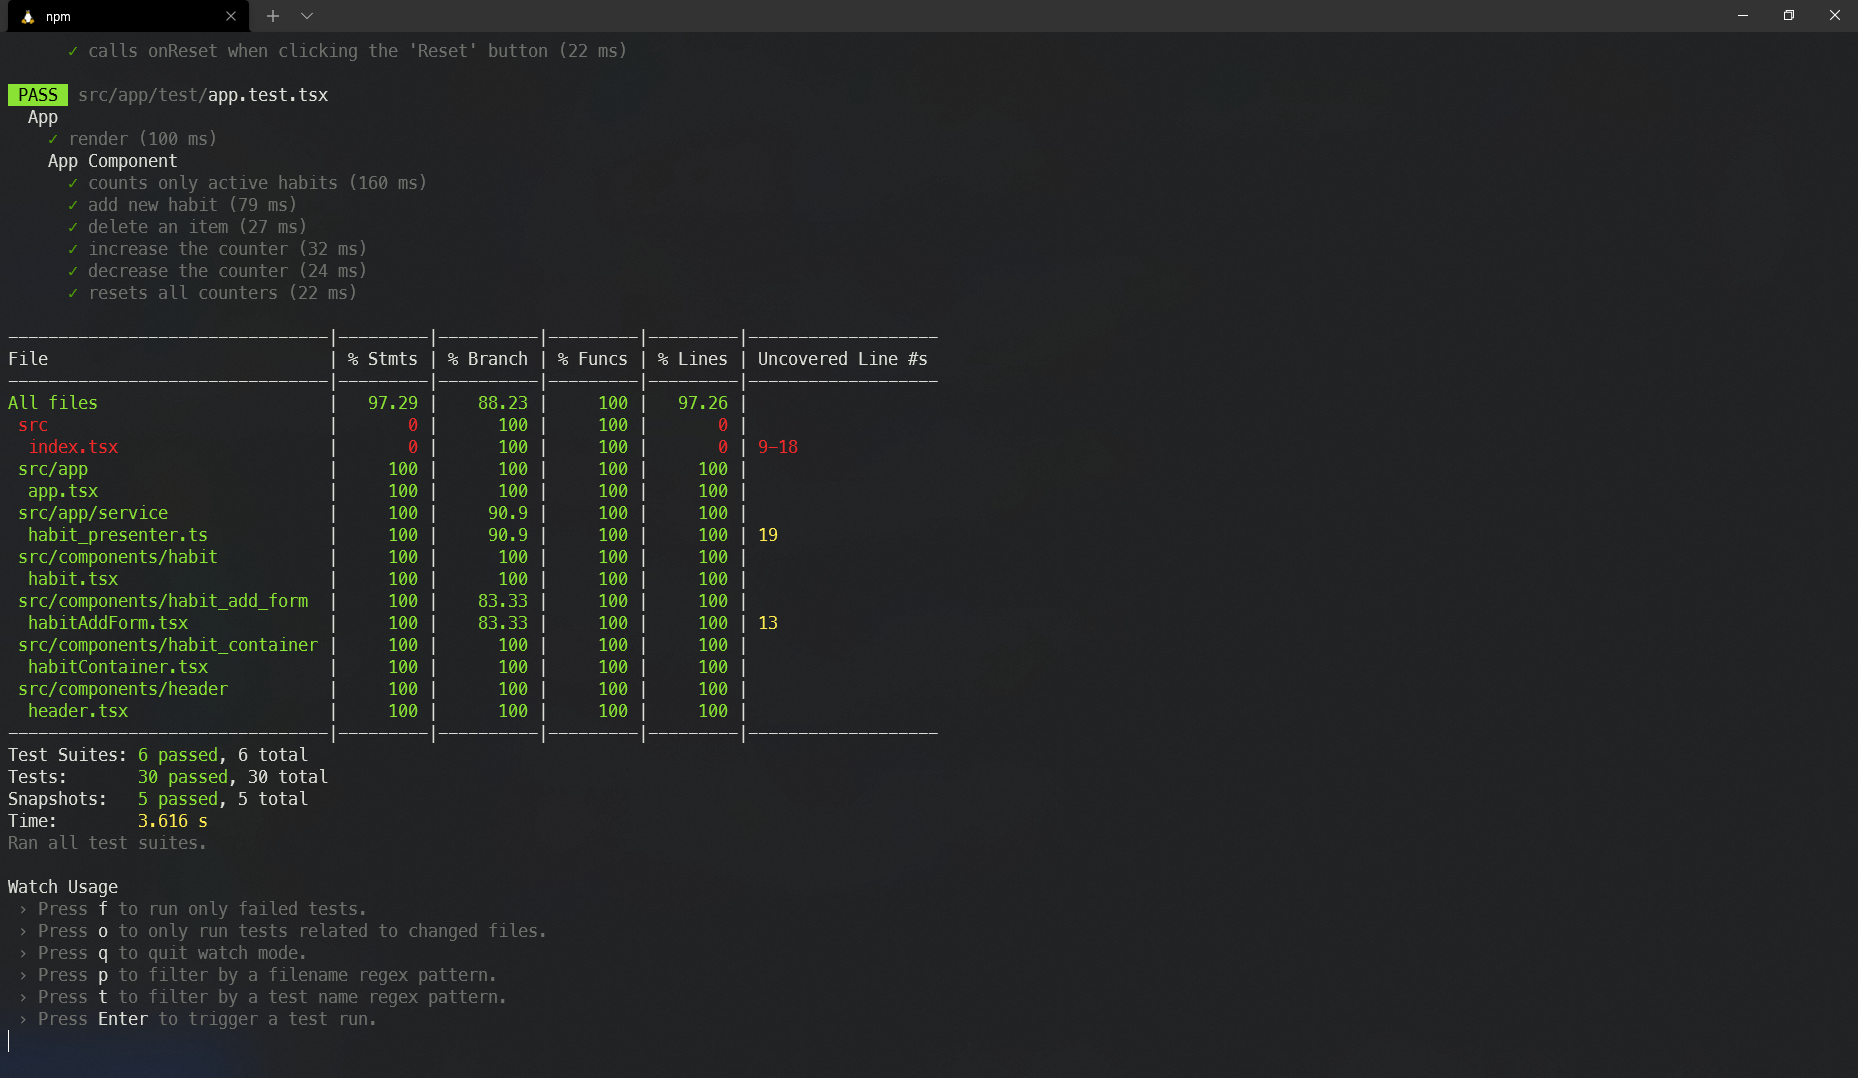 npm
✓ calls onReset when clicking the 'Reset' button (22 ms)
PASS src/app/test/app.test.tsx
App
✓ render (100 ms)
App Component
✓ counts only active habits (160 ms)
✓ add new habit (79 ms)
✓ delete an item (27 ms)
✓ increase the counter (32 ms)
✓ decrease the counter (24 ms)
✓ resets all counters (22 ms)
--------------------------------|---------|----------|---------|---------|-------------------
File | % Stmts | % Branch | % Funcs | % Lines | Uncovered Line #s
--------------------------------|---------|----------|---------|---------|-------------------
All files | 97.29 | 88.23 | 100 | 97.26 |
src | 0 | 100 | 100 | 0 |
index.tsx | 0 | 100 | 100 | 0 | 9-18
src/app | 100 | 100 | 100 | 100 |
app.tsx | 100 | 100 | 100 | 100 |
src/app/service | 100 | 90.9 | 100 | 100 |
habit_presenter.ts | 100 | 90.9 | 100 | 100 | 19
src/components/habit | 100 | 100 | 100 | 100 |
habit.tsx | 100 | 100 | 100 | 100 |
src/components/habit_add_form | 100 | 83.33 | 100 | 100 |
habitAddForm.tsx | 100 | 83.33 | 100 | 100 | 13
src/components/habit_container | 100 | 100 | 100 | 100 |
habitContainer.tsx | 100 | 100 | 100 | 100 |
src/components/header | 100 | 100 | 100 | 100 |
header.tsx | 100 | 100 | 100 | 100 |
--------------------------------|---------|----------|---------|---------|-------------------
Test Suites: 6 passed, 6 total
Tests: 30 passed, 30 total
Snapshots: 5 passed, 5 total
Time: 3.616 s
Ran all test suites.
Watch Usage
› Press f to run only failed tests.
› Press o to only run tests related to changed files.
› Press q to quit watch mode.
› Press p to filter by a filename regex pattern.
› Press t to filter by a test name regex pattern.
› Press Enter to trigger a test run.